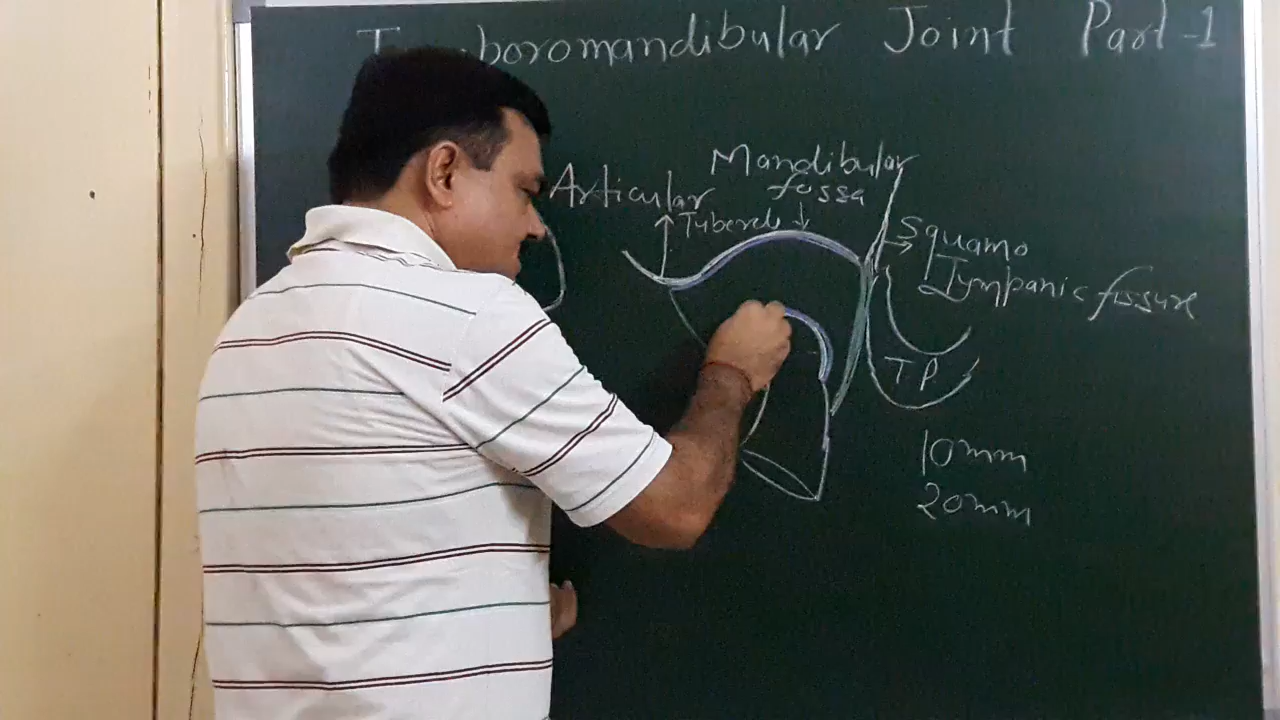 T boromandibular Joint Part-1
Mandibular
fossa
Articular
Tubercle
Squamo
Tympanic fissure
TP
10mm
20mm